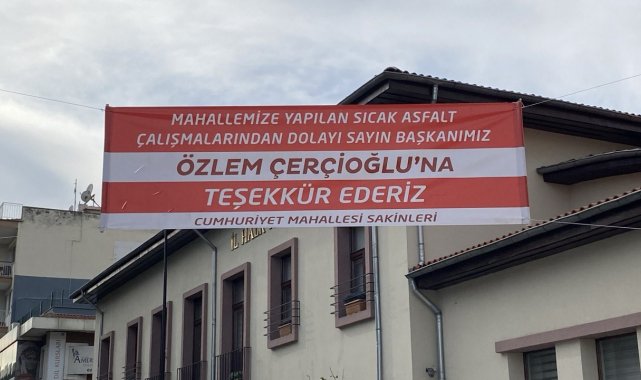 MAHALLEMİZE YAPILAN SICAK ASFALT
ÇALIŞMALARINDAN DOLAYI SAYIN BAŞKANIMIZ
ÖZLEM ÇERÇİOĞLU'NA
TEŞEKKÜR EDERİZ
CUMHURİYET MAHALLESİ SAKİNLERİ
İL HALK